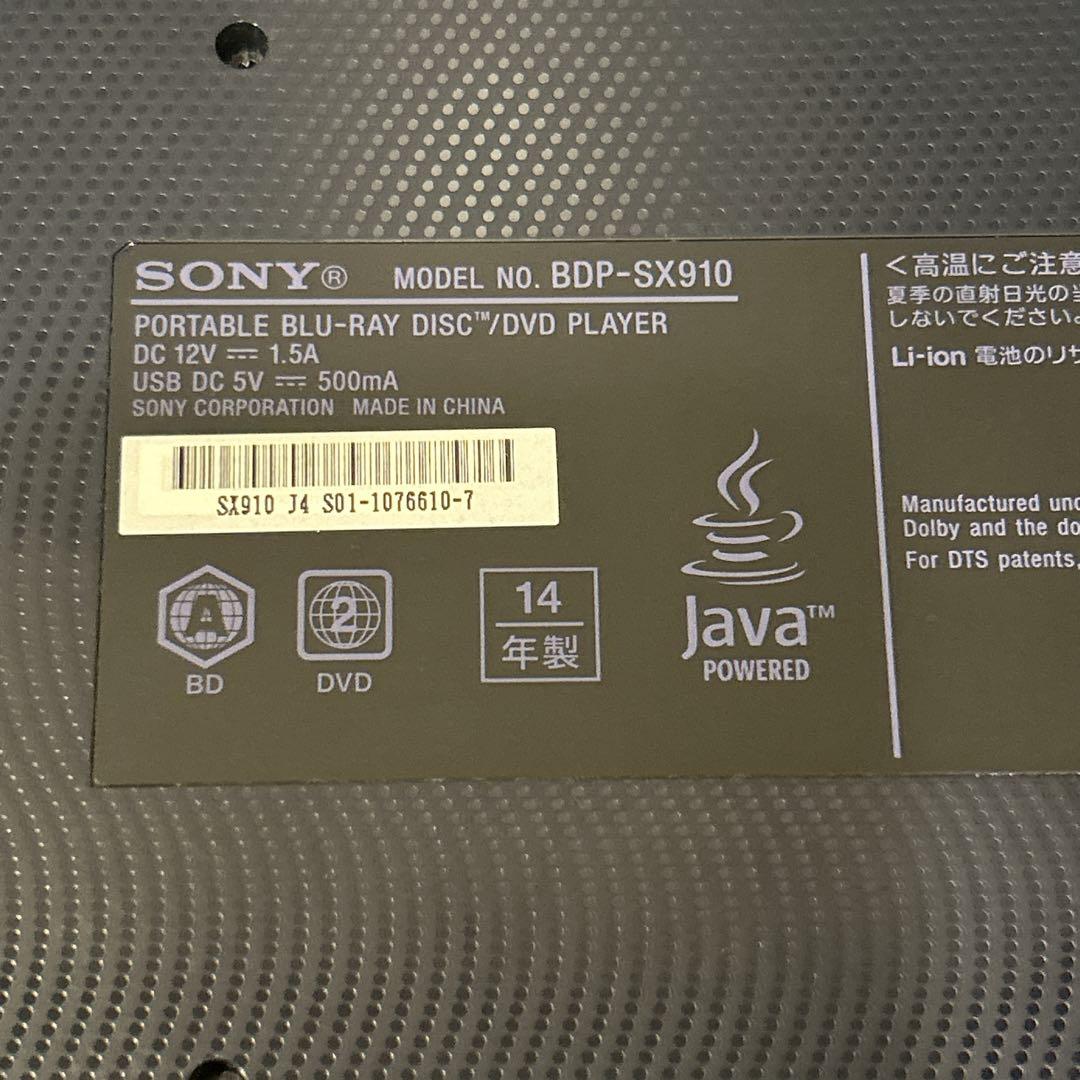 SONY® MODEL NO. BDP-SX910
PORTABLE BLU-RAY DISC™/DVD PLAYER
DC 12V ⎓ 1.5A
USB DC 5V ⎓ 500mA
SONY CORPORATION MADE IN CHINA
SX910 J4 S01-1076610-7
A
BD
2
DVD
14
年製
Java™
POWERED
＜高温にご注意
夏季の直射日光の
しないでください
Li-ion 電池のリサ
Manufactured und
Dolby and the do
For DTS patents,